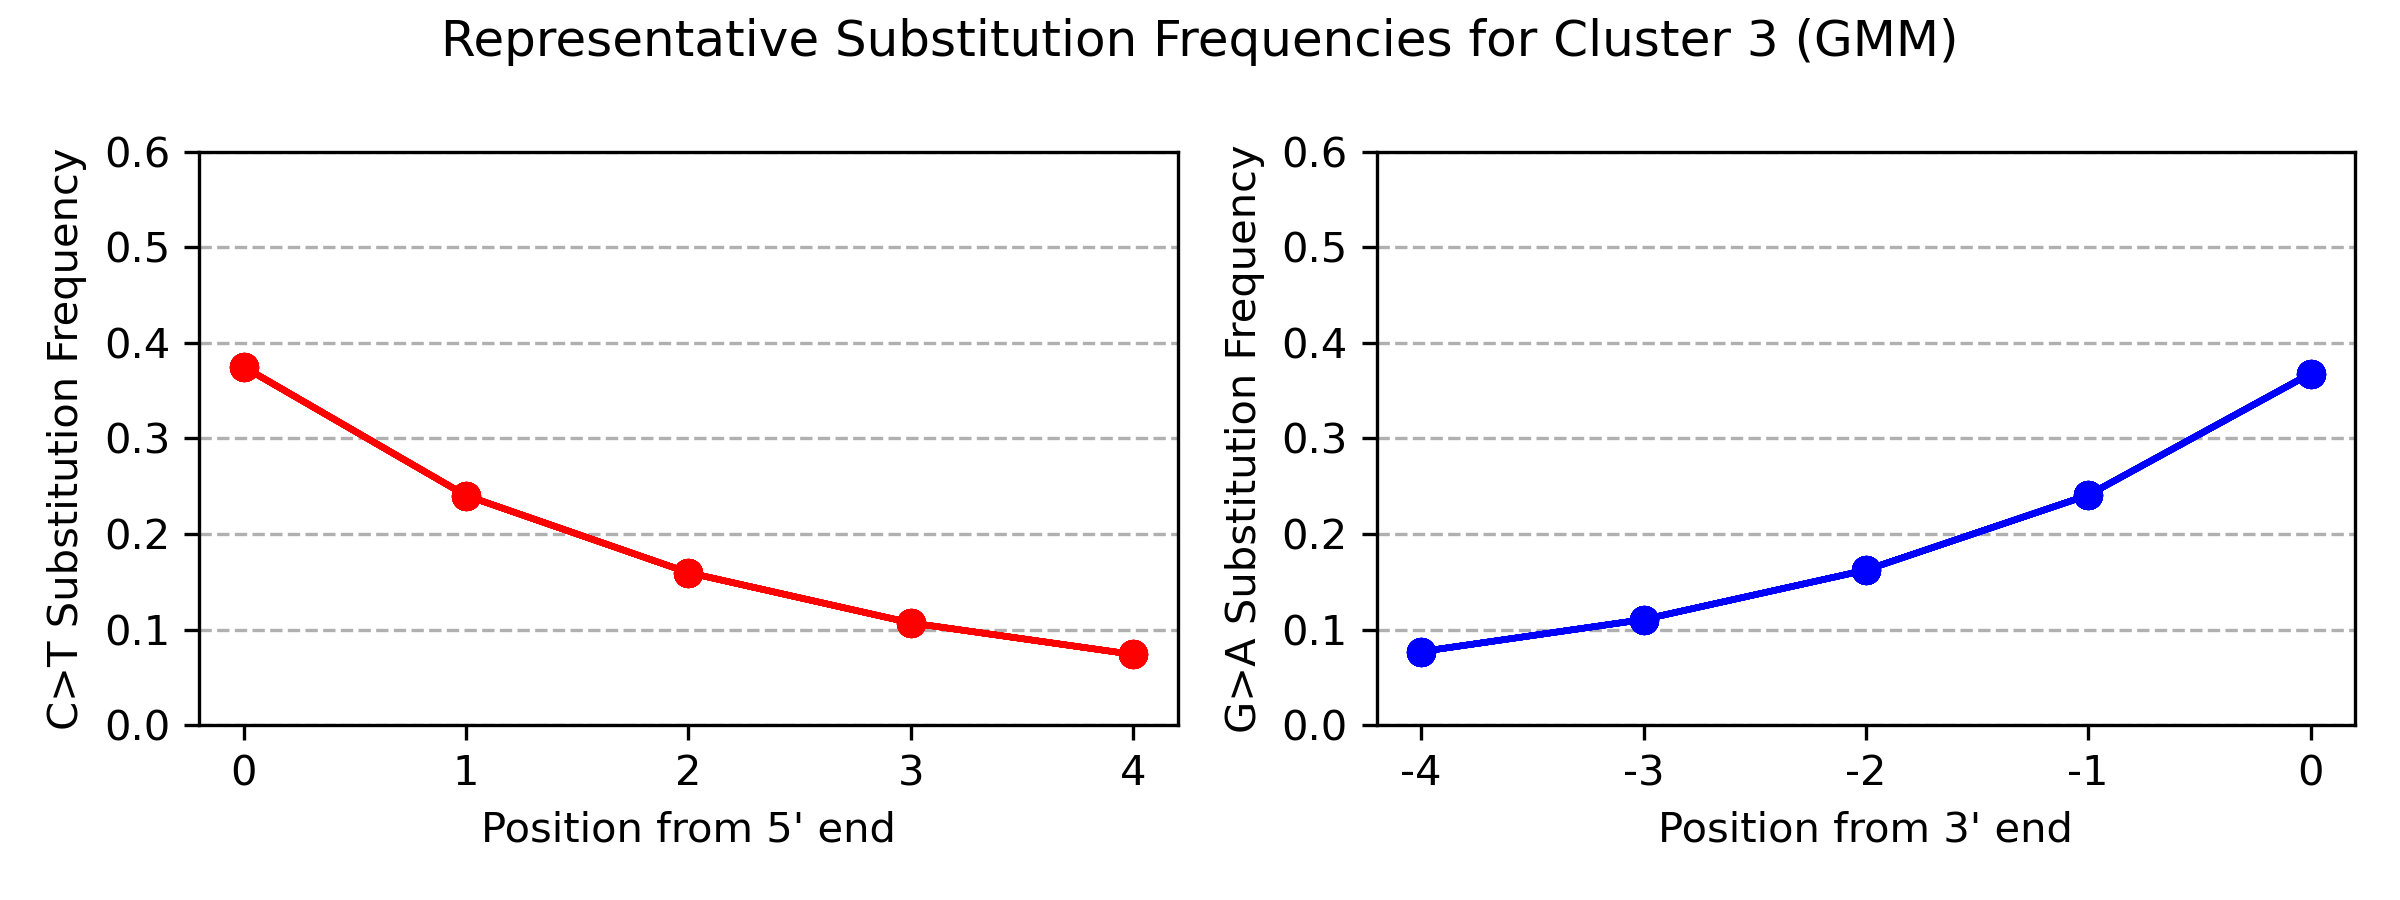 Representative Substitution Frequencies for Cluster 3 (GMM)
C>T Substitution Frequency
0.6
0.5
0.4
0.3
0.2
0.1
0.0
0 1 2 3 4
Position from 5' end
G>A Substitution Frequency
0.6
0.5
0.4
0.3
0.2
0.1
0.0
-4 -3 -2 -1 0
Position from 3' end